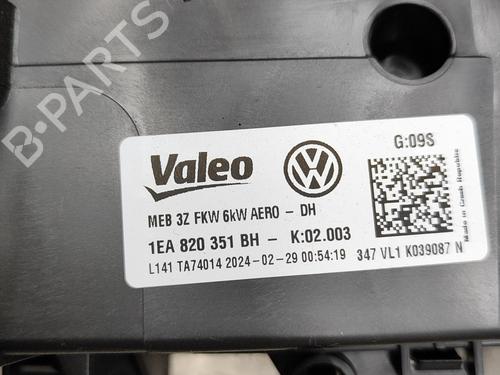 B-PARTS
Valeo
VW
G:09S
Made in Czech Republic
MEB 3Z FKW 6kW AERO - DH
1EA 820 351 BH - K:02.003
L141 TA74014 2024-02-29 00:54:19 347 VL1 K039087 N